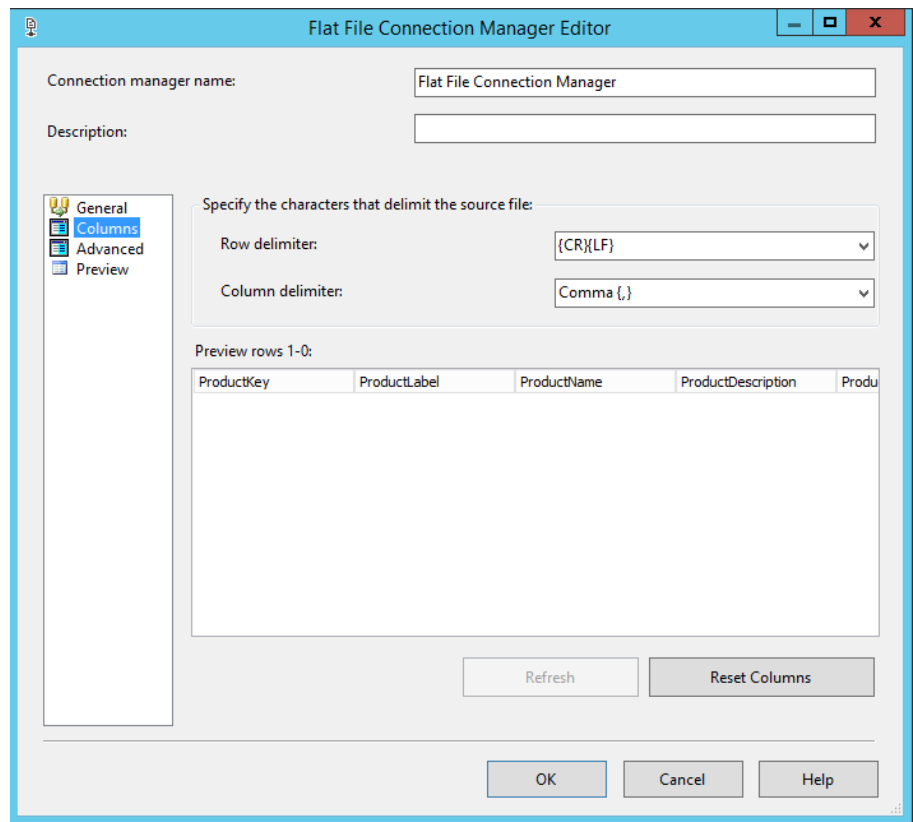 Flat File Connection Manager Editor
Connection manager name: Flat File Connection Manager
Description:
General
Columns
Advanced
Preview
Specify the characters that delimit the source file:
Row delimiter: {CR}{LF}
Column delimiter: Comma {,}
Preview rows 1-0:
ProductKey ProductLabel ProductName ProductDescription Produ
Refresh Reset Columns
OK Cancel Help